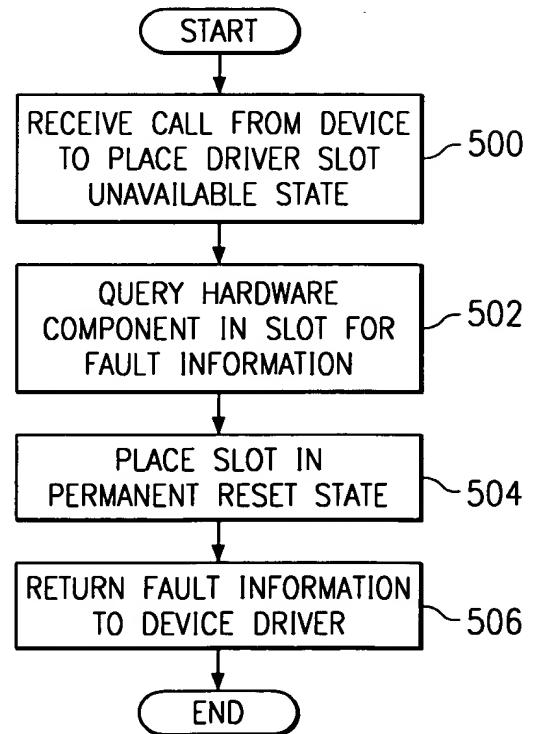 START
RECEIVE CALL FROM DEVICE
TO PLACE DRIVER SLOT
UNAVAILABLE STATE
500
QUERY HARDWARE
COMPONENT IN SLOT FOR
FAULT INFORMATION
502
PLACE SLOT IN
PERMANENT RESET STATE
504
RETURN FAULT INFORMATION
TO DEVICE DRIVER
506
END